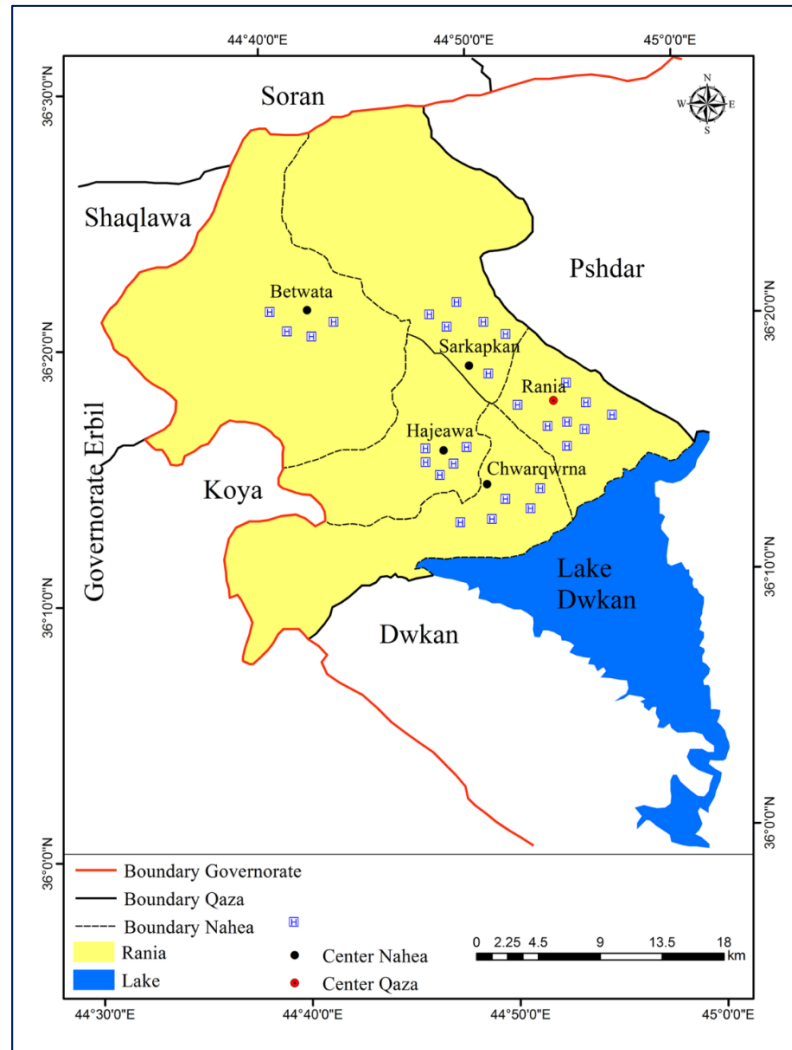 44°40'0"E 44°50'0"E 45°0'0"E
36°30'0"N
Soran
N
W E
S
Shaqlawa
Pshdar
Betwata
36°20'0"N
36°20'0"N
Sarkapkan
Rania
Hajeawa
Chwarqwrna
Governorate Erbil
Koya
Lake
Dwkan
36°10'0"N
36°10'0"N
Dwkan
36°0'0"N
36°0'0"N
Boundary Governorate
Boundary Qaza
Boundary Nahea H
Rania
Center Nahea
Lake
Center Qaza
0 2.25 4.5 9 13.5 18
km
44°30'0"E 44°40'0"E 44°50'0"E 45°0'0"E
H H H H
H H H H H H
H H H H H H H H
H H H H H
H H H H H